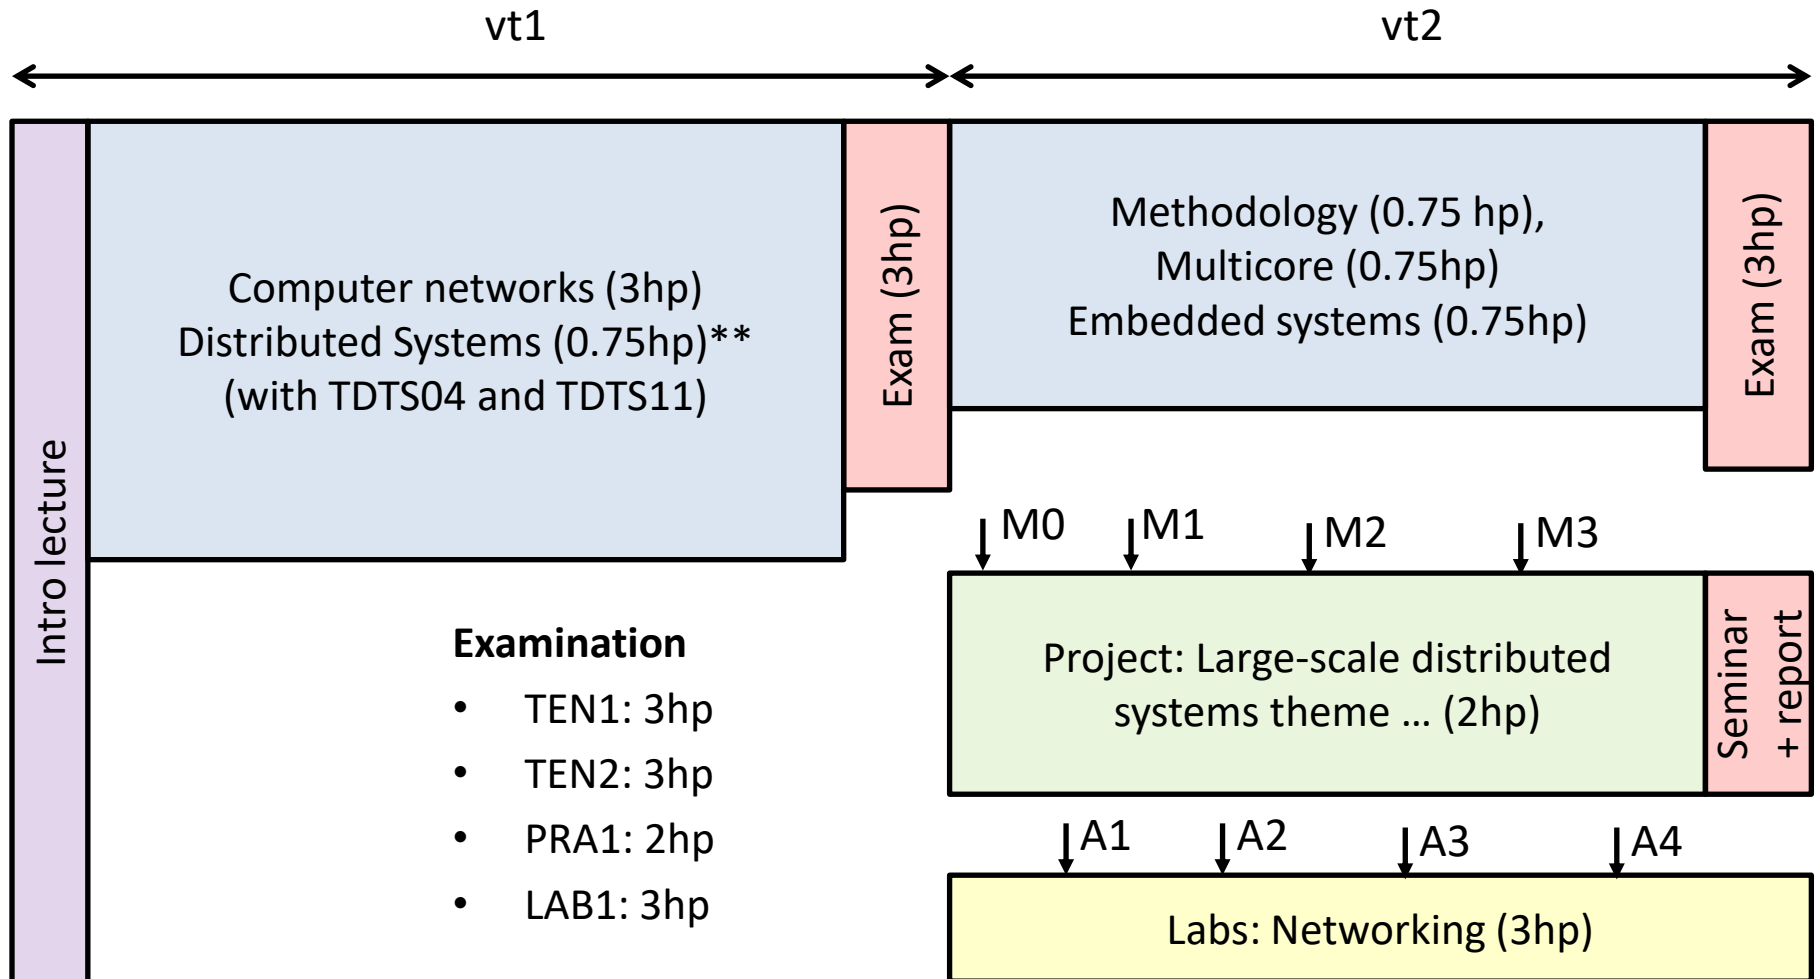 vt1
vt2
Intro lecture
Computer networks (3hp)
Distributed Systems (0.75hp)**
(with TDTS04 and TDTS11)
Exam (3hp)
Methodology (0.75 hp),
Multicore (0.75hp)
Embedded systems (0.75hp)
Exam (3hp)
M0
M1
M2
M3
Project: Large-scale distributed
systems theme … (2hp)
Seminar
+ report
Examination
• TEN1: 3hp
• TEN2: 3hp
• PRA1: 2hp
• LAB1: 3hp
A1
A2
A3
A4
Labs: Networking (3hp)